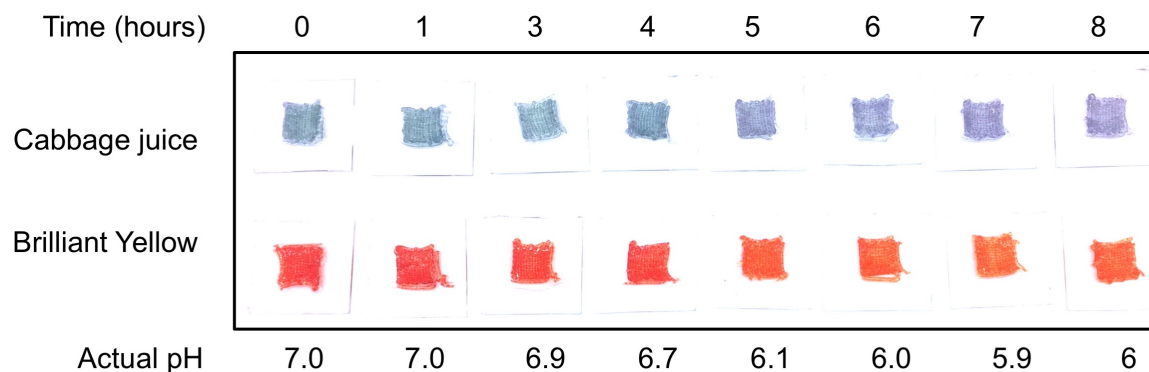 Time (hours) 0 1 3 4 5 6 7 8
Cabbage juice
Brilliant Yellow
Actual pH 7.0 7.0 6.9 6.7 6.1 6.0 5.9 6